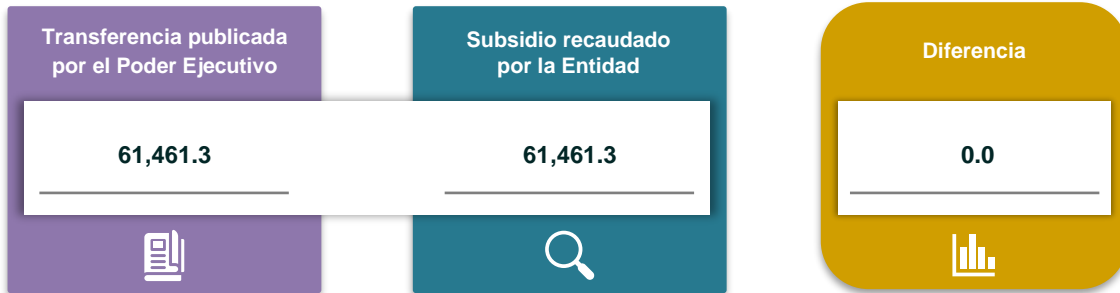 Transferencia publicada
por el Poder Ejecutivo
61,461.3
Subsidio recaudado
por la Entidad
61,461.3
Diferencia
0.0